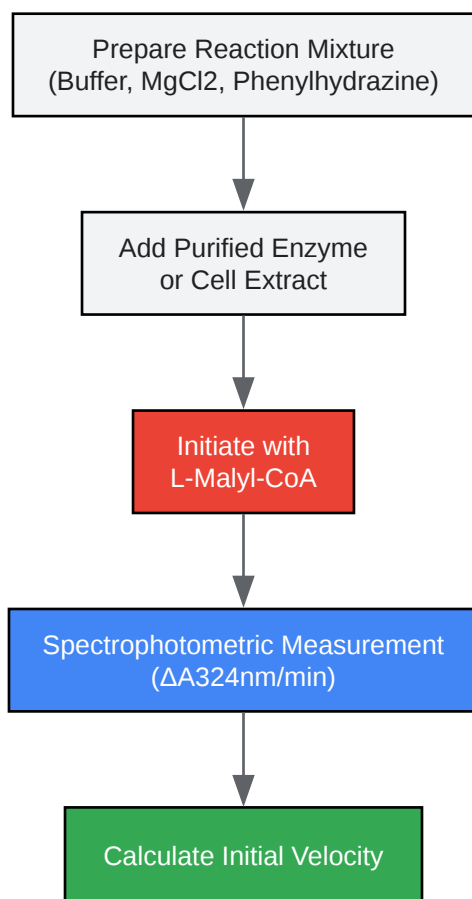 Prepare Reaction Mixture
(Buffer, MgCl2, Phenylhydrazine)
Add Purified Enzyme
or Cell Extract
Initiate with
L-Malyl-CoA
Spectrophotometric Measurement
(ΔA324nm/min)
Calculate Initial Velocity